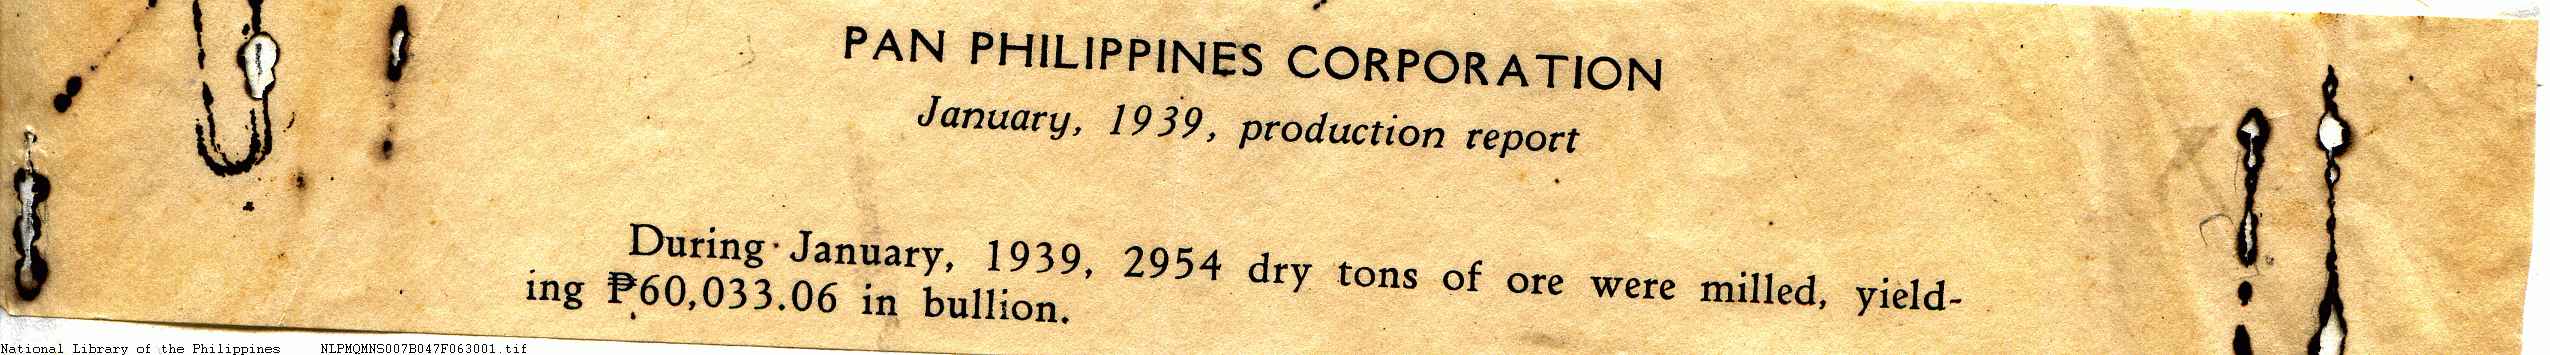 PAN PHILIPPINES CORPORATION
January, 1939, production report
During January, 1939, 2954 dry tons of ore were milled, yield-
ing ₱60,033.06 in bullion.
National Library of the Philippines NLPMQMNS007B047F063001.tif